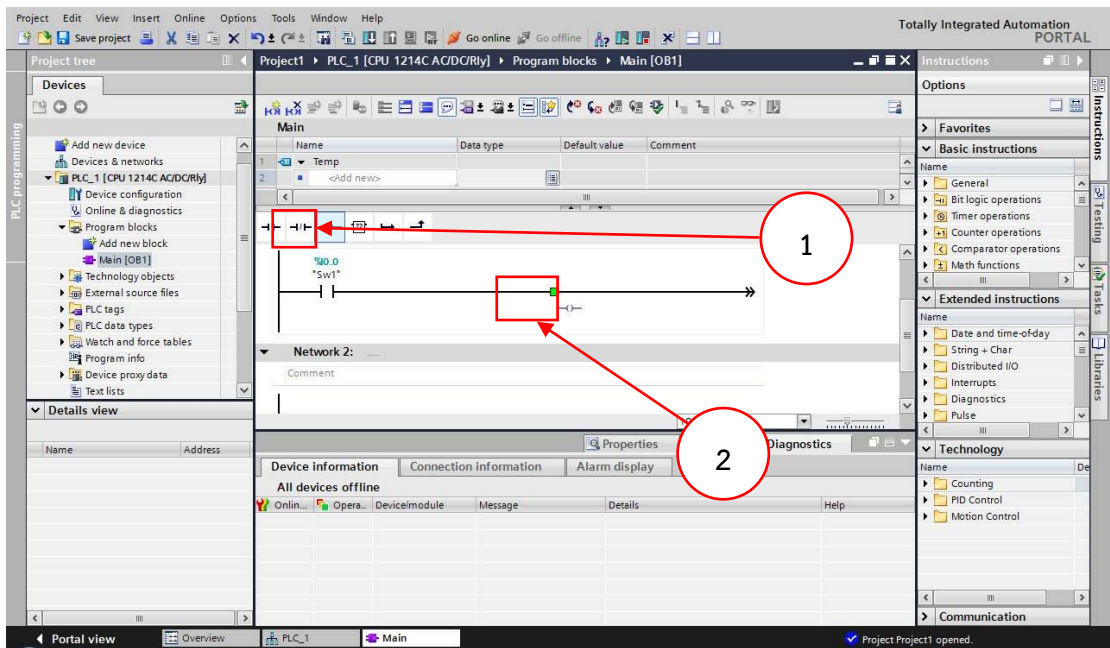 Project Edit View Insert Online Options Tools Window Help
Totally Integrated Automation
PORTAL
Save project
Go online
Go offline
Project tree
Project1 PLC_1 [CPU 1214C AC/DC/Rly] Program blocks Main [OB1]
Instructions
Devices
Options
PLC programming
Add new device
Devices & networks
PLC_1 [CPU 1214C AC/DC/Rly]
Device configuration
Online & diagnostics
Program blocks
Add new block
Main [OB1]
Technology objects
External source files
PLC tags
PLC data types
Watch and force tables
Program info
Device proxy data
Text lists
Details view
Name Address
Main
Name Data type Default value Comment
1 Temp
2 <Add new>
??
1
%I0.0
"Sw1"
Network 2: .....
Comment
2
Properties
Diagnostics
Device information Connection information Alarm display
All devices offline
Onlin... Opera.. Device/module Message Details Help
Favorites
Basic instructions
Name
General
Bit logic operations
Timer operations
Counter operations
Comparator operations
Math functions
Extended instructions
Name
Date and time-of-day
String + Char
Distributed I/O
Interrupts
Diagnostics
Pulse
Technology
Name De
Counting
PID Control
Motion Control
Communication
Instructions
Testing
Tasks
Libraries
Portal view Overview PLC_1 Main
Project Project1 opened.